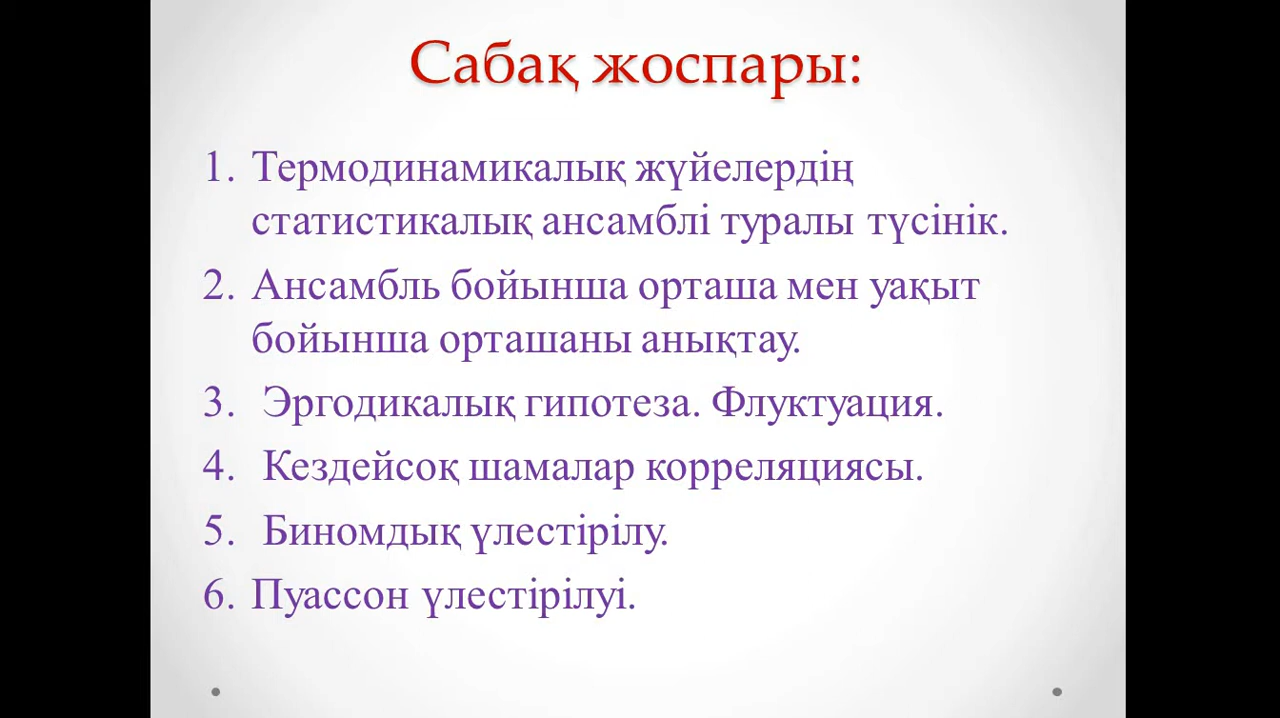 Сабақ жоспары:
1. Термодинамикалық жүйелердің
статистикалық ансамблі туралы түсінік.
2. Ансамбль бойынша орташа мен уақыт
бойынша орташаны анықтау.
3. Эргодикалық гипотеза. Флуктуация.
4. Кездейсоқ шамалар корреляциясы.
5. Биномдық үлестірілу.
6. Пуассон үлестірілуі.